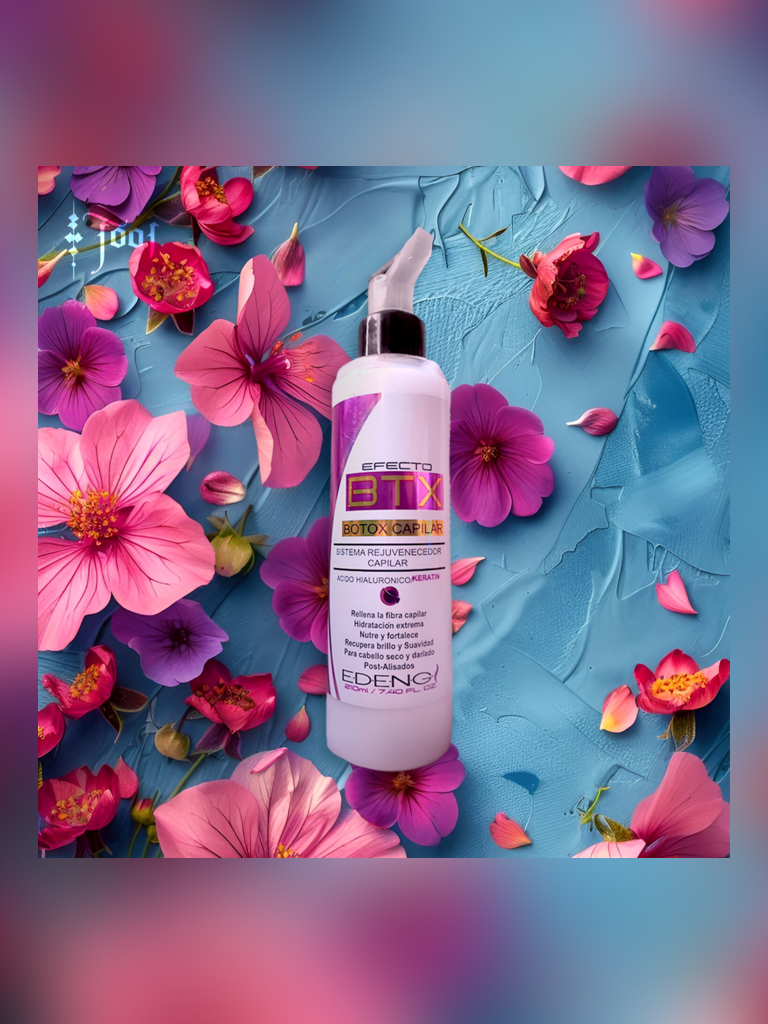 EFECTO
BTX
BOTOX CAPILAR
SISTEMA REJUVENECEDOR
CAPILAR
ACIDO HIALURONICO/KERATIN
Rellena la fibra capilar
Hidratación extrema
Nutre y fortalece
Recupera brillo y Suavidad
Para cabello seco y dañado
Post-Alisados
EDENG
210ml / 7.40 FL. OZ.